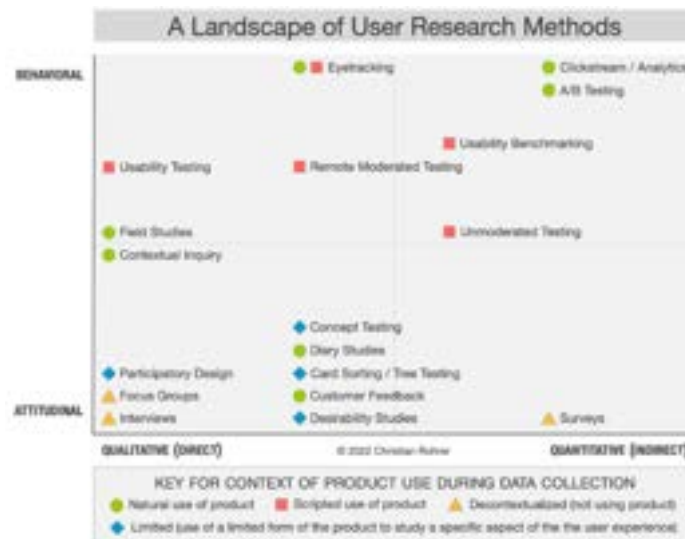 A Landscape of User Research Methods
BEHAVIORAL
Eyetracking
Clickstream / Analytics
A/B Testing
Usability Benchmarking
Usability Testing
Remote Moderated Testing
Field Studies
Unmoderated Testing
Contextual Inquiry
Concept Testing
Diary Studies
Participatory Design
Card Sorting / Tree Testing
Focus Groups
Customer Feedback
ATTITUDINAL
Interviews
Desirability Studies
Surveys
QUALITATIVE (DIRECT)
© 2022 Christian Rohrer
QUANTITATIVE (INDIRECT)
KEY FOR CONTEXT OF PRODUCT USE DURING DATA COLLECTION
Natural use of product
Scripted use of product
Decontextualized (not using product)
Limited (use of a limited form of the product to study a specific aspect of the the user experience)